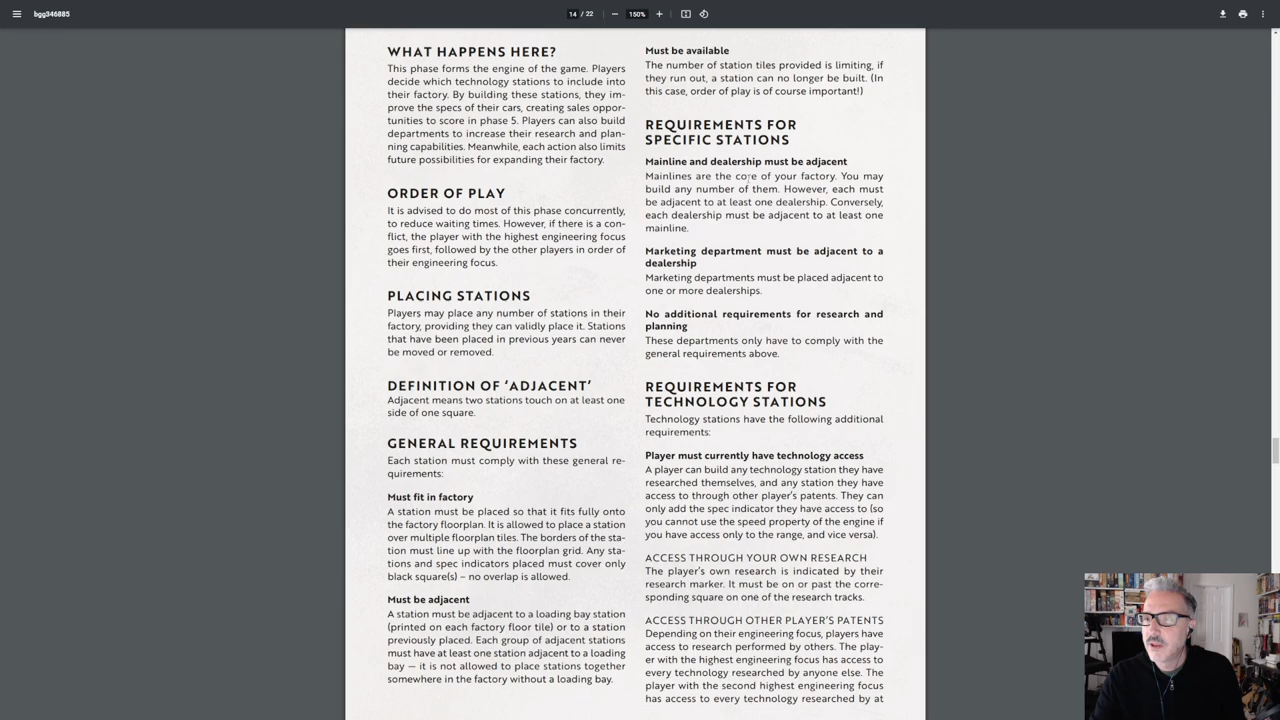 bgg346885
14 / 22
150%
WHAT HAPPENS HERE?
This phase forms the engine of the game. Players
decide which technology stations to include into
their factory. By building these stations, they im-
prove the specs of their cars, creating sales oppor-
tunities to score in phase 5. Players can also build
departments to increase their research and plan-
ning capabilities. Meanwhile, each action also limits
future possibilities for expanding their factory.
ORDER OF PLAY
It is advised to do most of this phase concurrently,
to reduce waiting times. However, if there is a con-
flict, the player with the highest engineering focus
goes first, followed by the other players in order of
their engineering focus.
PLACING STATIONS
Players may place any number of stations in their
factory, providing they can validly place it. Stations
that have been placed in previous years can never
be moved or removed.
DEFINITION OF ‘ADJACENT’
Adjacent means two stations touch on at least one
side of one square.
GENERAL REQUIREMENTS
Each station must comply with these general re-
quirements:
Must fit in factory
A station must be placed so that it fits fully onto
the factory floorplan. It is allowed to place a station
over multiple floorplan tiles. The borders of the sta-
tion must line up with the floorplan grid. Any sta-
tions and spec indicators placed must cover only
black square(s) – no overlap is allowed.
Must be adjacent
A station must be adjacent to a loading bay station
(printed on each factory floor tile) or to a station
previously placed. Each group of adjacent stations
must have at least one station adjacent to a loading
bay — it is not allowed to place stations together
somewhere in the factory without a loading bay.
Must be available
The number of station tiles provided is limiting, if
they run out, a station can no longer be built. (In
this case, order of play is of course important!)
REQUIREMENTS FOR
SPECIFIC STATIONS
Mainline and dealership must be adjacent
Mainlines are the core of your factory. You may
build any number of them. However, each must
be adjacent to at least one dealership. Conversely,
each dealership must be adjacent to at least one
mainline.
Marketing department must be adjacent to a
dealership
Marketing departments must be placed adjacent to
one or more dealerships.
No additional requirements for research and
planning
These departments only have to comply with the
general requirements above.
REQUIREMENTS FOR
TECHNOLOGY STATIONS
Technology stations have the following additional
requirements:
Player must currently have technology access
A player can build any technology station they have
researched themselves, and any station they have
access to through other player’s patents. They can
only add the spec indicator they have access to (so
you cannot use the speed property of the engine if
you have access only to the range, and vice versa).
ACCESS THROUGH YOUR OWN RESEARCH
The player’s own research is indicated by their
research marker. It must be on or past the corre-
sponding square on one of the research tracks.
ACCESS THROUGH OTHER PLAYER’S PATENTS
Depending on their engineering focus, players have
access to research performed by others. The play-
er with the highest engineering focus has access to
every technology researched by anyone else. The
player with the second highest engineering focus
has access to every technology researched by at